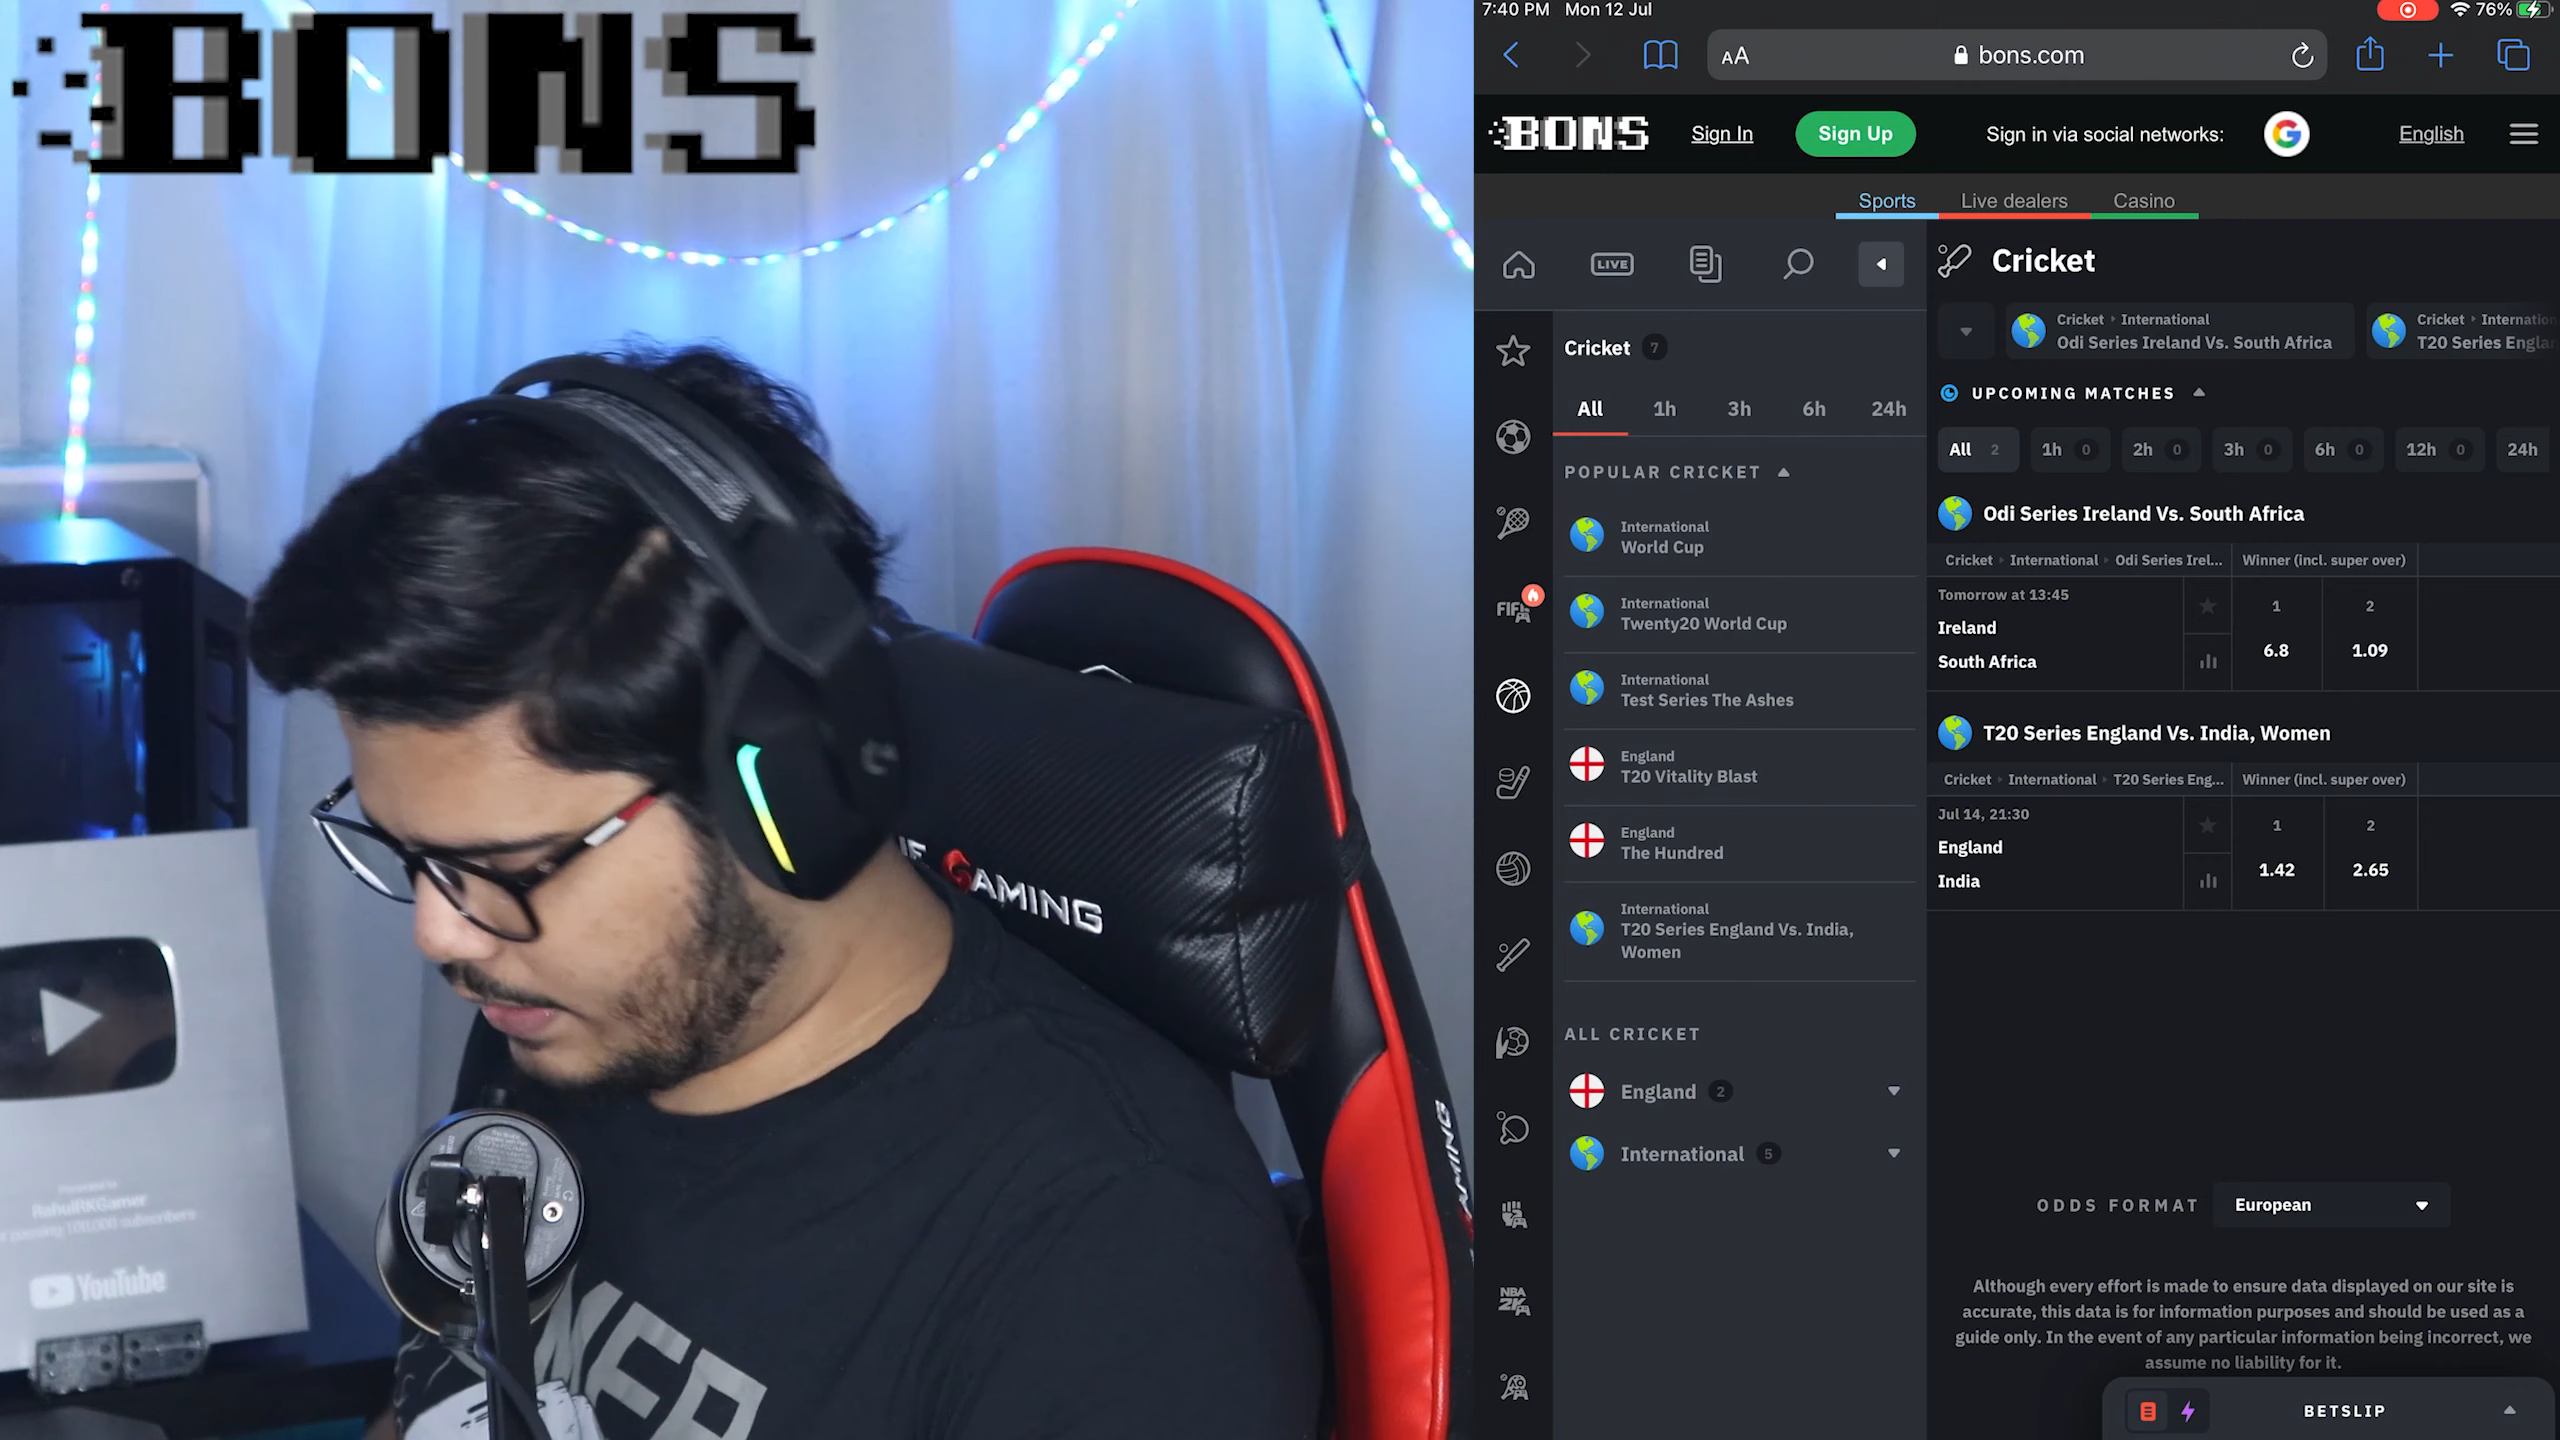 BONS
Presented to
RahulRKGamer
YouTube
GAMING
GAMING
7:40 PM Mon 12 Jul
76%
AA
bons.com
BONS
Sign In
Sign Up
Sign in via social networks:
English
Sports
Live dealers
Casino
LIVE
Cricket 7
All 1h 3h 6h 24h
POPULAR CRICKET
International
World Cup
International
Twenty20 World Cup
International
Test Series The Ashes
England
T20 Vitality Blast
England
The Hundred
International
T20 Series England Vs. India,
Women
ALL CRICKET
England 2
International 5
NBA
2K
Cricket
Cricket International
Odi Series Ireland Vs. South Africa
Cricket
T20 Series
UPCOMING MATCHES
All 2 1h 0 2h 0 3h 0 6h 0 12h 0 24h
Odi Series Ireland Vs. South Africa
Cricket International Odi Series Irel... Winner (incl. super over)
Tomorrow at 13:45
Ireland
South Africa
1 2
6.8 1.09
T20 Series England Vs. India, Women
Cricket International T20 Series Eng... Winner (incl. super over)
Jul 14, 21:30
England
India
1 2
1.42 2.65
ODDS FORMAT European
Although every effort is made to ensure data displayed on our site is
accurate, this data is for information purposes and should be used as a
guide only. In the event of any particular information being incorrect, we
assume no liability for it.
BETSLIP